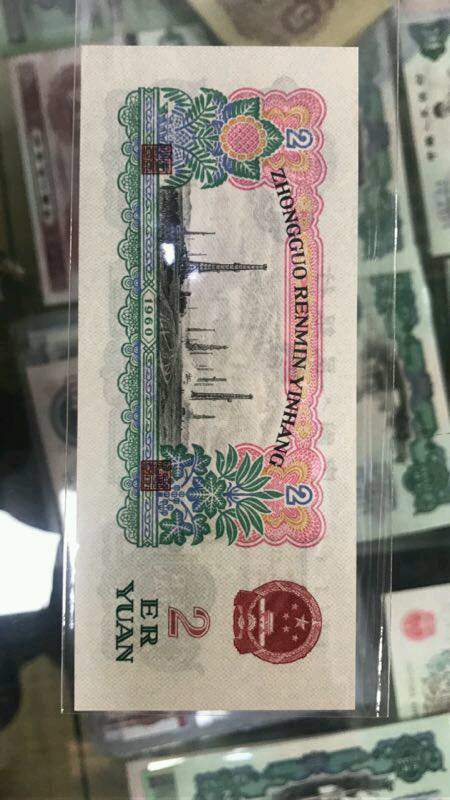 ZHONGGUO RENMIN YINHANG
2
2
1960
2
ER
YUAN